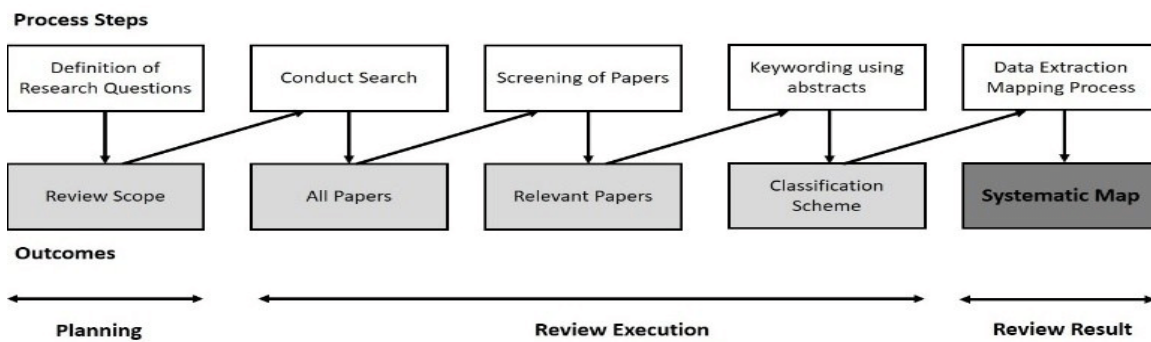 Process Steps
Definition of
Research Questions
Conduct Search
Screening of Papers
Keywording using
abstracts
Data Extraction
Mapping Process
Review Scope
All Papers
Relevant Papers
Classification
Scheme
Systematic Map
Outcomes
Planning
Review Execution
Review Result